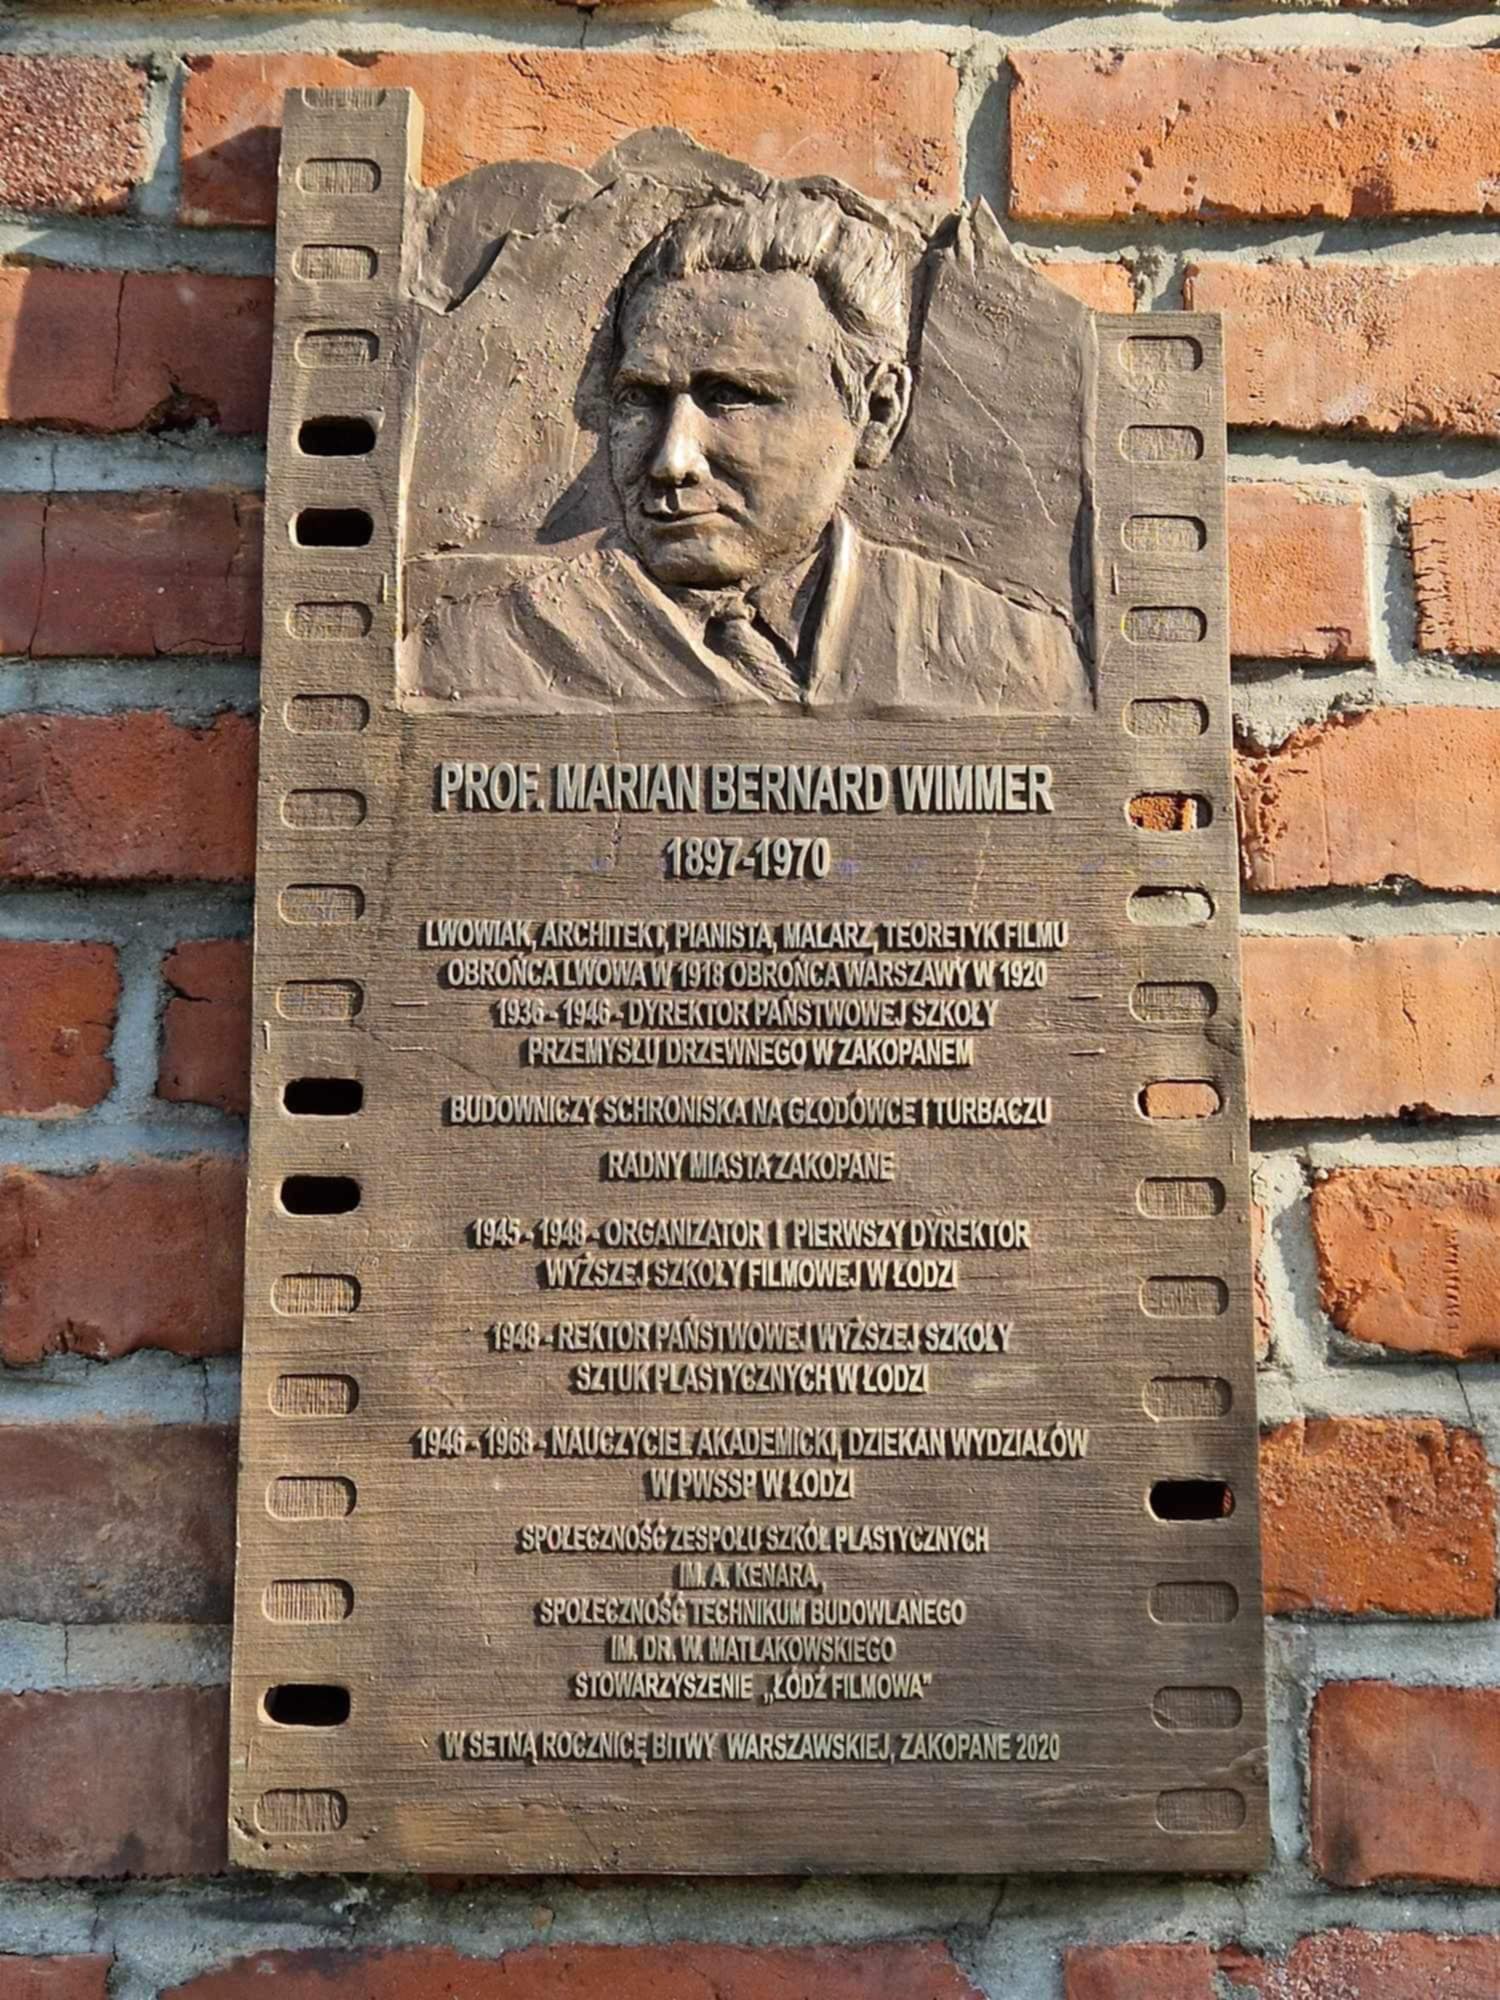 PROF. MARIAN BERNARD WIMMER
1897-1970
LWOWIAK, ARCHITEKT, PIANISTA, MALARZ, TEORETYK FILMU
OBROŃCA LWOWA W 1918 OBROŃCA WARSZAWY W 1920
1936 - 1946 - DYREKTOR PAŃSTWOWEJ SZKOŁY
PRZEMYSŁU DRZEWNEGO W ZAKOPANEM
BUDOWNICZY SCHRONISKA NA GŁODÓWCE I TURBACZU
RADNY MIASTA ZAKOPANE
1945 - 1948 - ORGANIZATOR I PIERWSZY DYREKTOR
WYŻSZEJ SZKOŁY FILMOWEJ W ŁODZI
1948 - REKTOR PAŃSTWOWEJ WYŻSZEJ SZKOŁY
SZTUK PLASTYCZNYCH W ŁODZI
1946 - 1968 - NAUCZYCIEL AKADEMICKI, DZIEKAN WYDZIAŁÓW
W PWSSP W ŁODZI
SPOŁECZNOŚĆ ZESPOŁU SZKÓŁ PLASTYCZNYCH
IM. A. KENARA,
SPOŁECZNOŚĆ TECHNIKUM BUDOWLANEGO
IM. DR. W. MATLAKOWSKIEGO
STOWARZYSZENIE „ŁÓDŹ FILMOWA"
W SETNĄ ROCZNICĘ BITWY WARSZAWSKIEJ, ZAKOPANE 2020